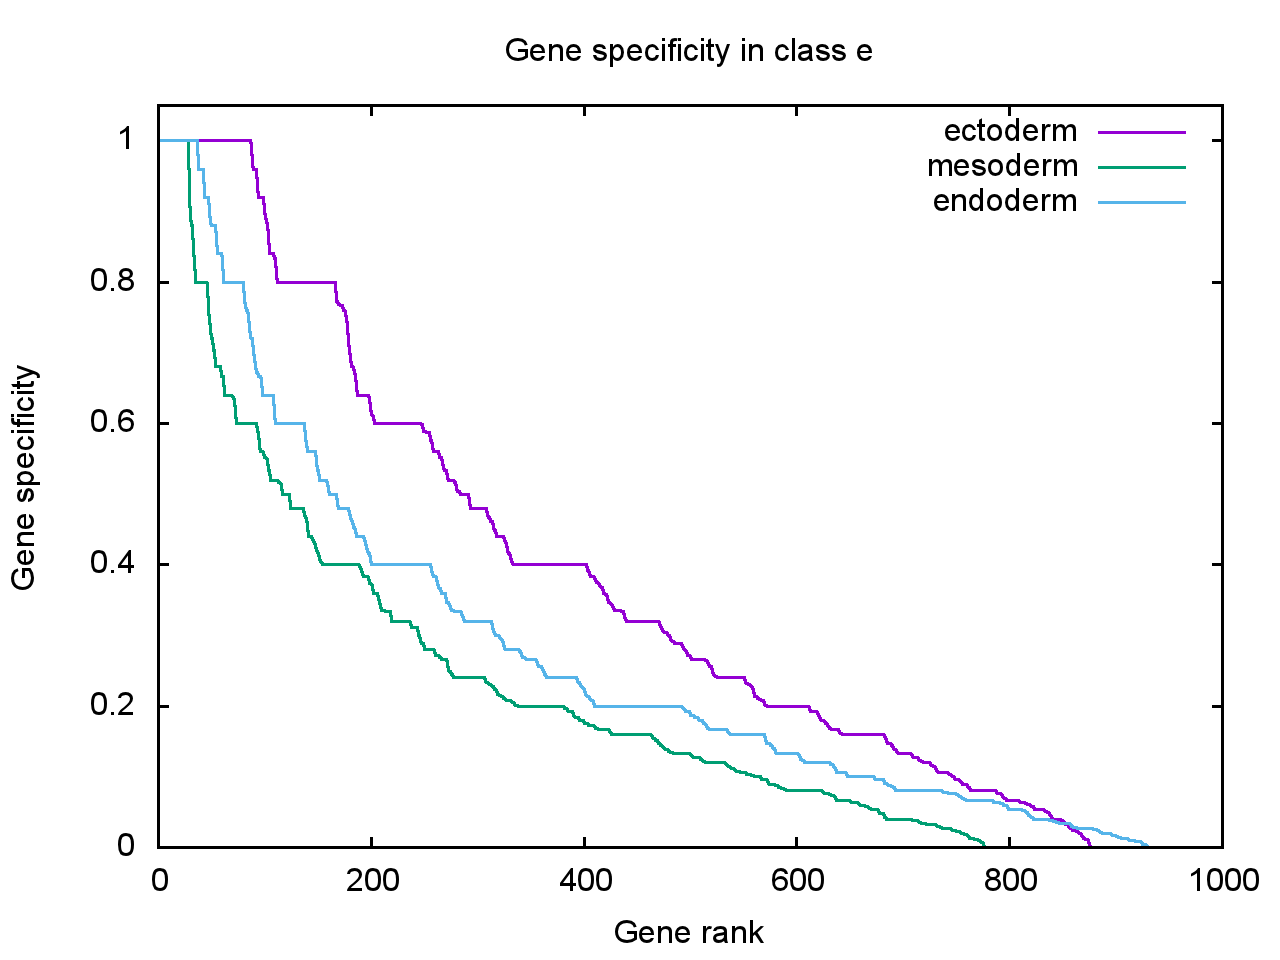 Gene specificity in class e
ectoderm
mesoderm
endoderm
Gene specificity
1
0.8
0.6
0.4
0.2
0
0 200 400 600 800 1000
Gene rank